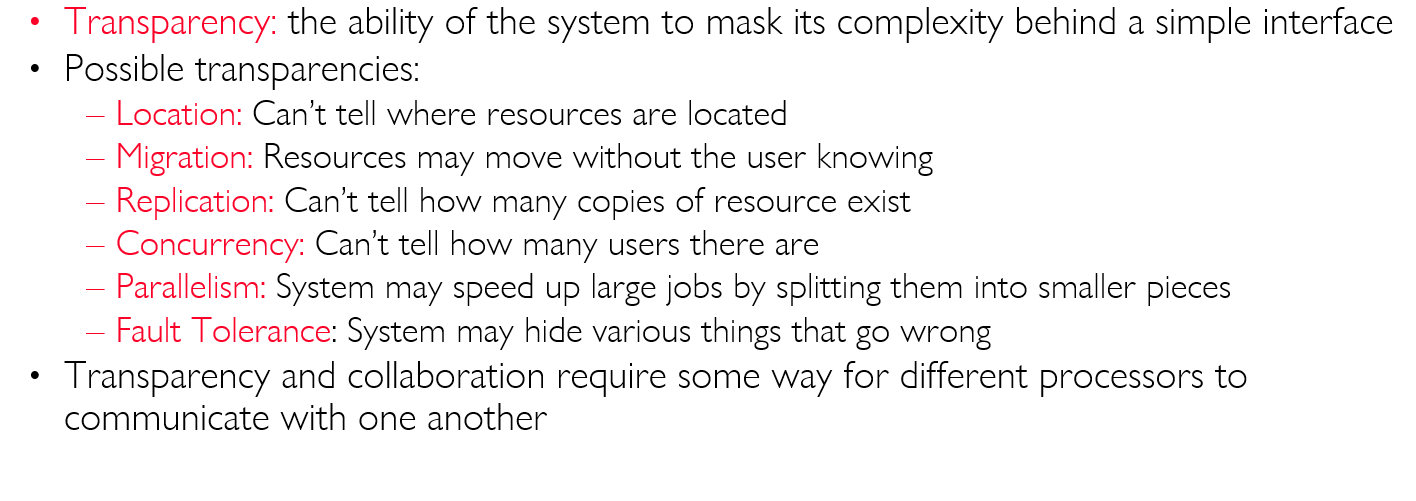 • Transparency: the ability of the system to mask its complexity behind a simple interface
• Possible transparencies:
– Location: Can’t tell where resources are located
– Migration: Resources may move without the user knowing
– Replication: Can’t tell how many copies of resource exist
– Concurrency: Can’t tell how many users there are
– Parallelism: System may speed up large jobs by splitting them into smaller pieces
– Fault Tolerance: System may hide various things that go wrong
• Transparency and collaboration require some way for different processors to
communicate with one another